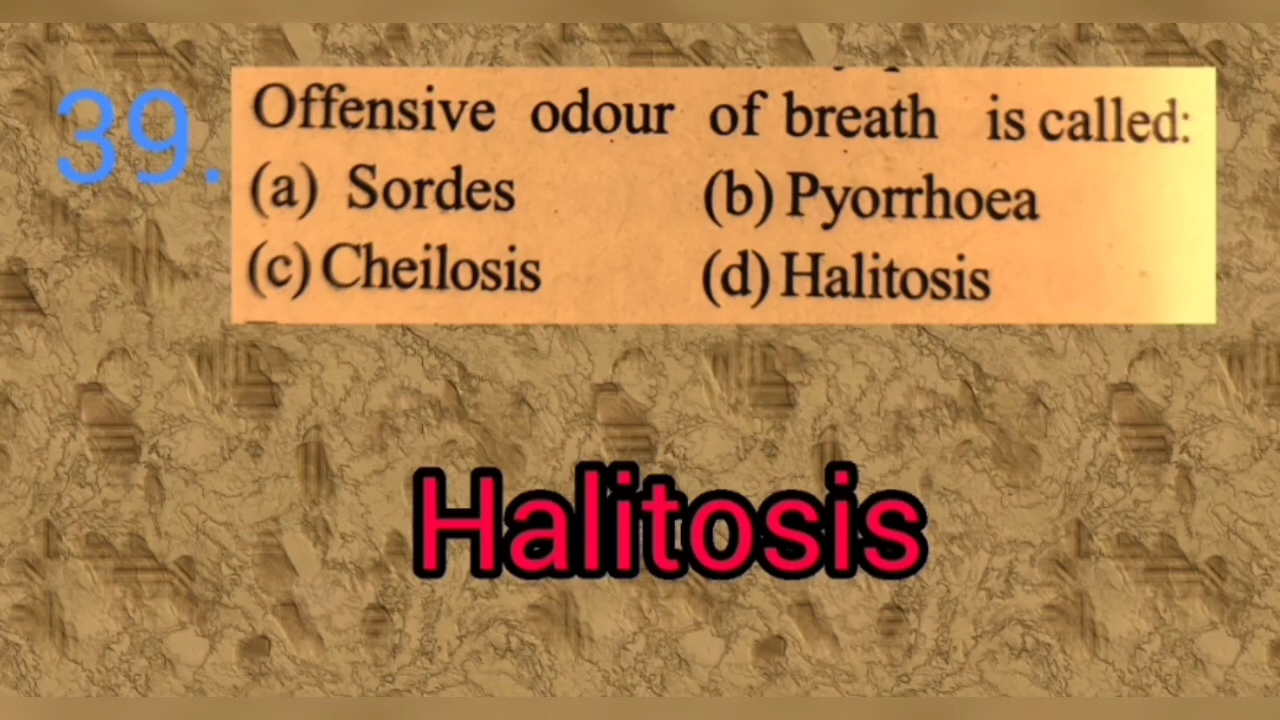 39.
Offensive odour of breath is called:
(a) Sordes (b) Pyorrhoea
(c) Cheilosis (d) Halitosis
Halitosis